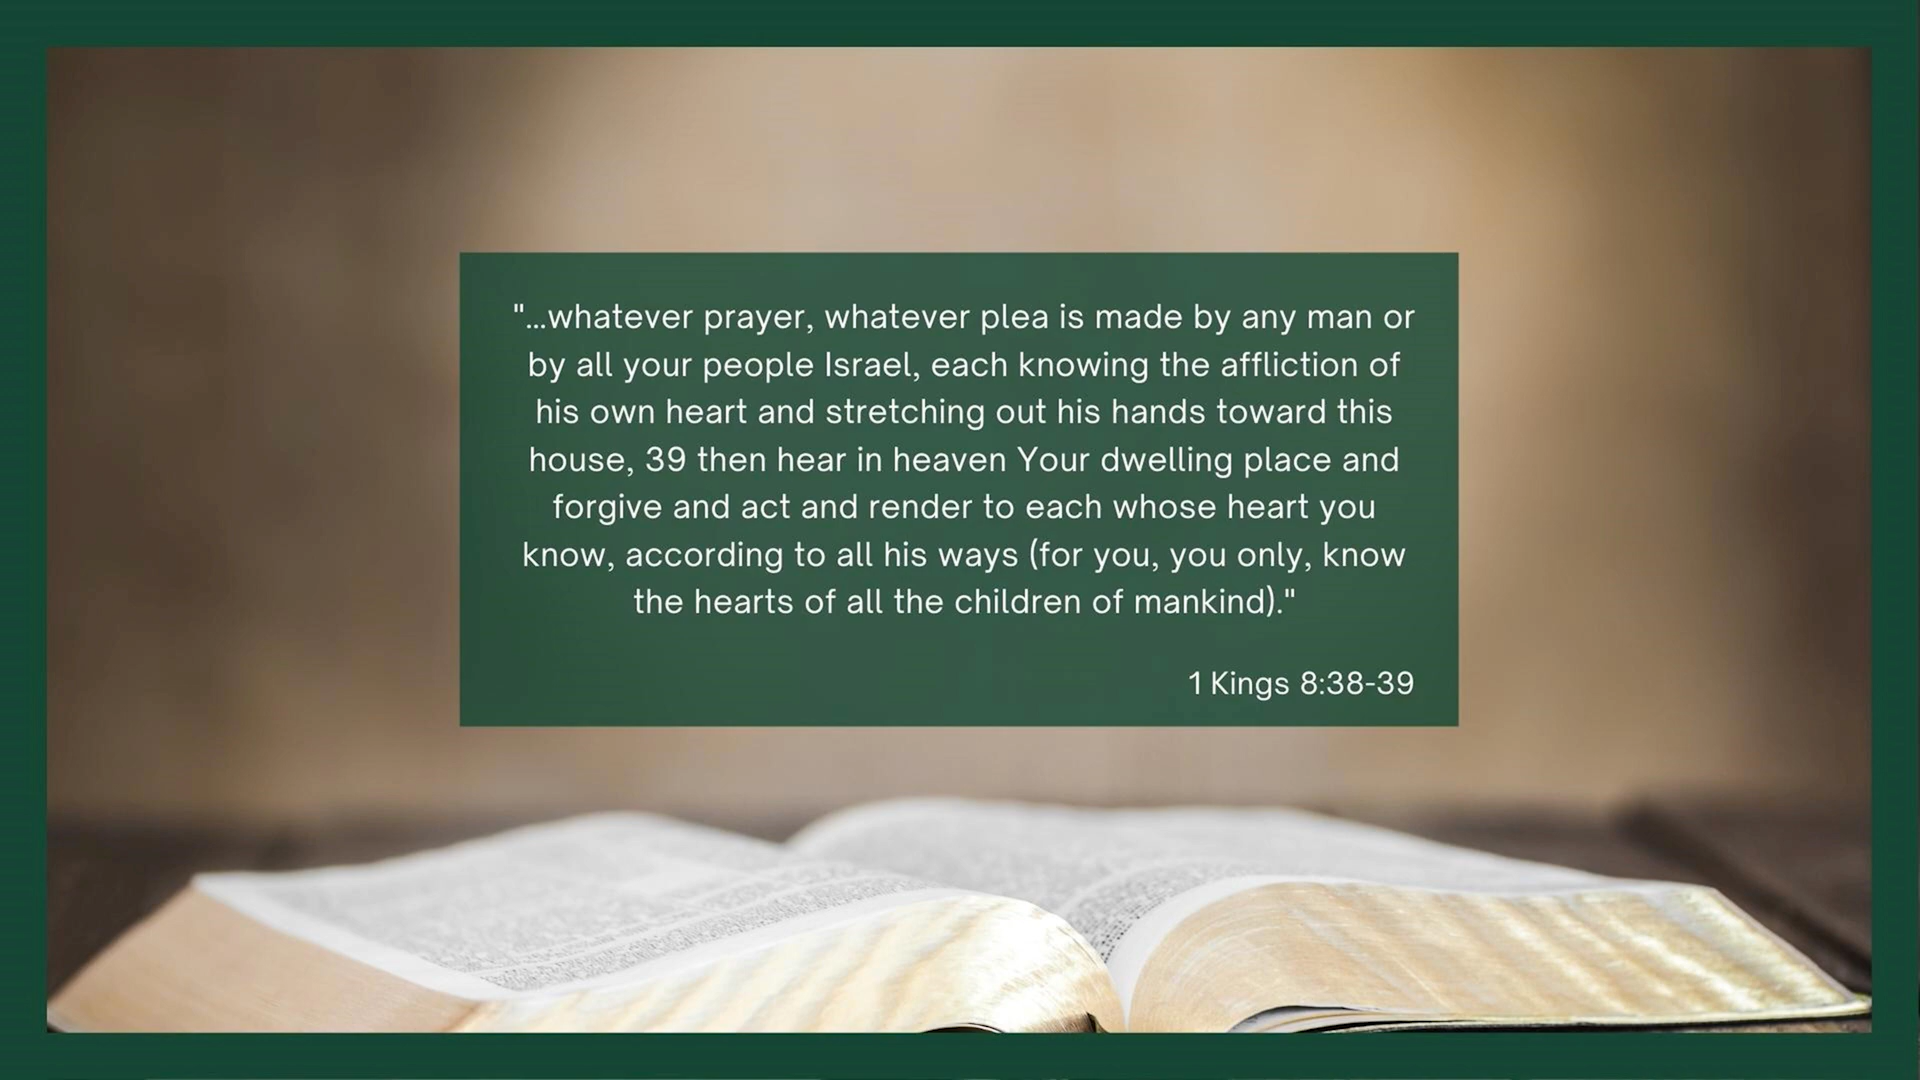 "...whatever prayer, whatever plea is made by any man or
by all your people Israel, each knowing the affliction of
his own heart and stretching out his hands toward this
house, 39 then hear in heaven Your dwelling place and
forgive and act and render to each whose heart you
know, according to all his ways (for you, you only, know
the hearts of all the children of mankind)."
1 Kings 8:38-39